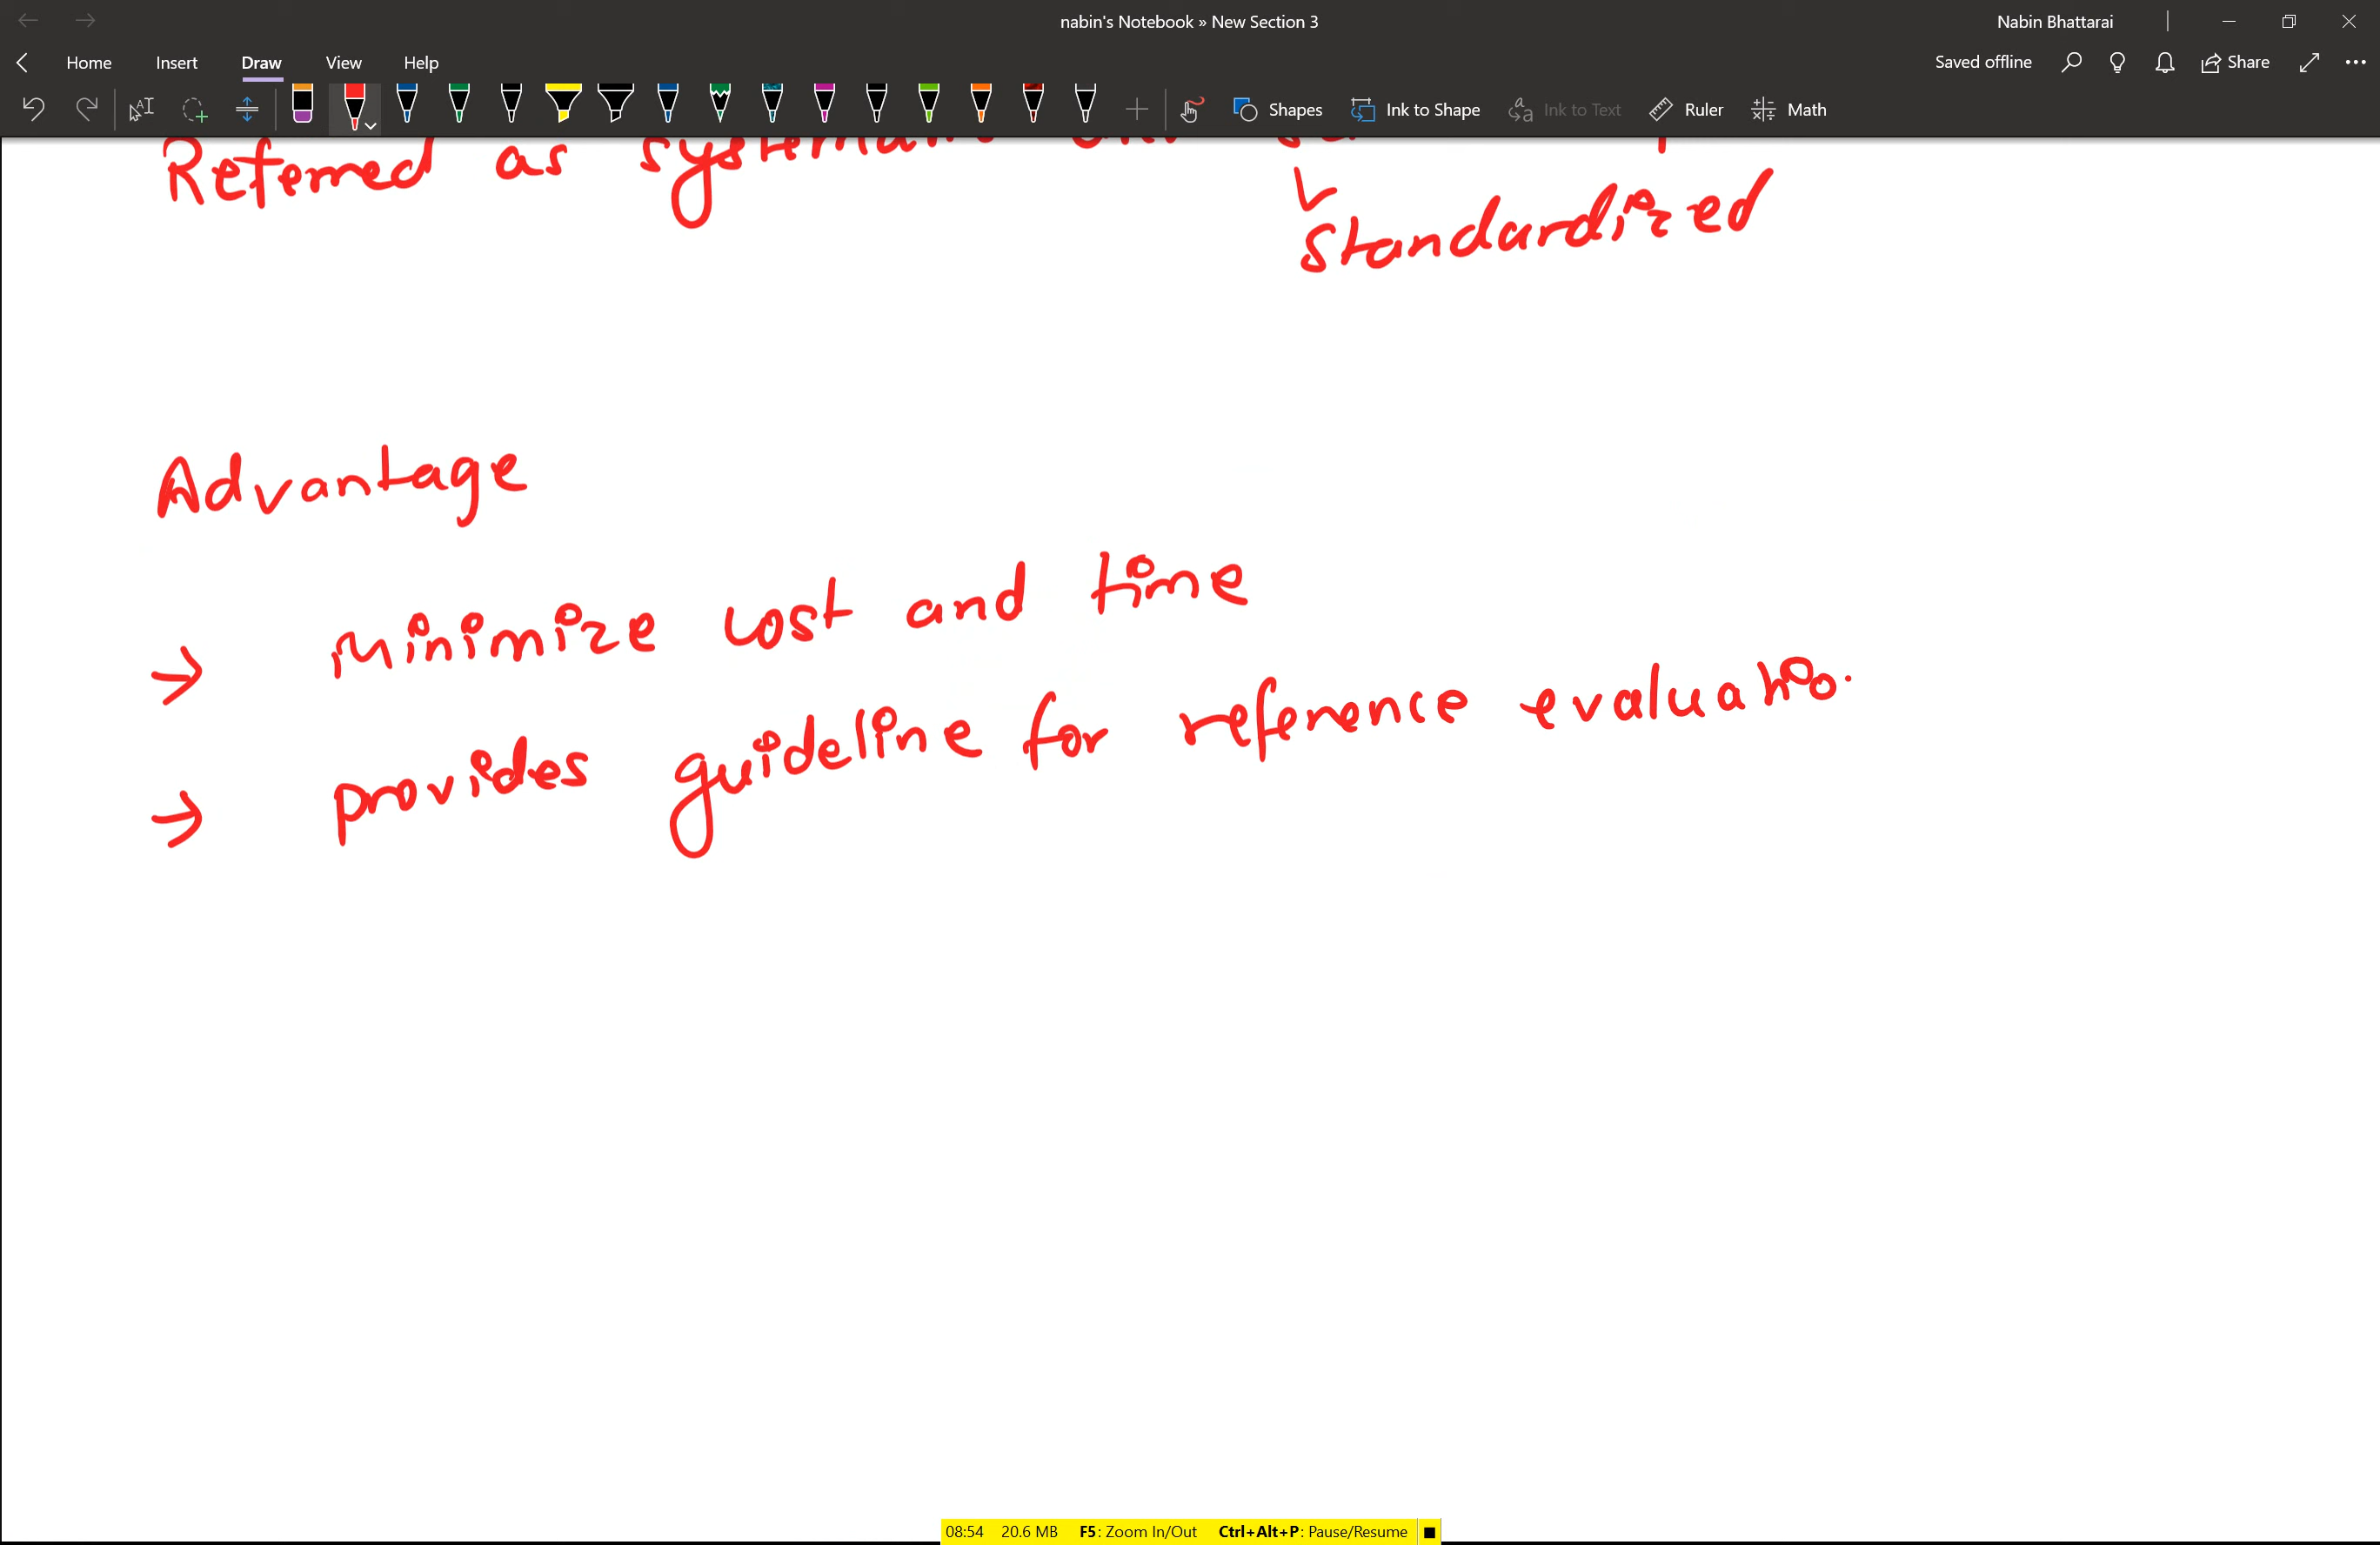 nabin's Notebook » New Section 3
Nabin Bhattarai
Home Insert Draw View Help
Saved offline
Share
Shapes Ink to Shape Ink to Text Ruler Math
Referred as
Standardized
Advantage
→ Minimize cost and time
→ provides guideline for reference evaluatio.
08:54 20.6 MB F5: Zoom In/Out Ctrl+Alt+P: Pause/Resume